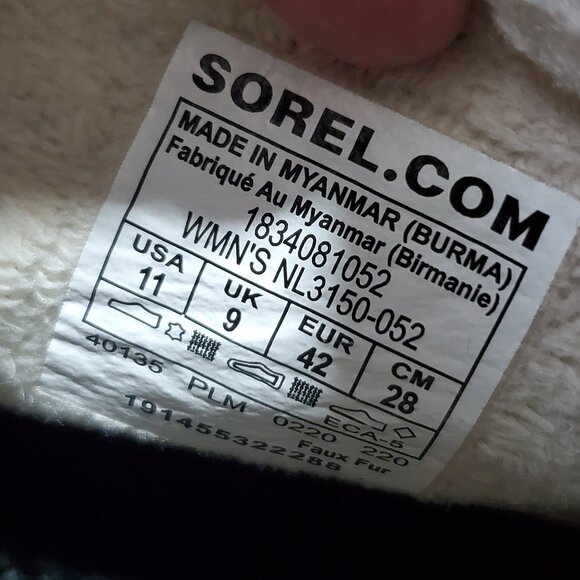 SOREL.COM
MADE IN MYANMAR (BURMA)
Fabriqué Au Myanmar (Birmanie)
1834081052
WMN'S NL3150-052
USA UK EUR CM
11 9 42 28
ECA-5
40135 PLM 0220 220
Faux Fur
191455322288